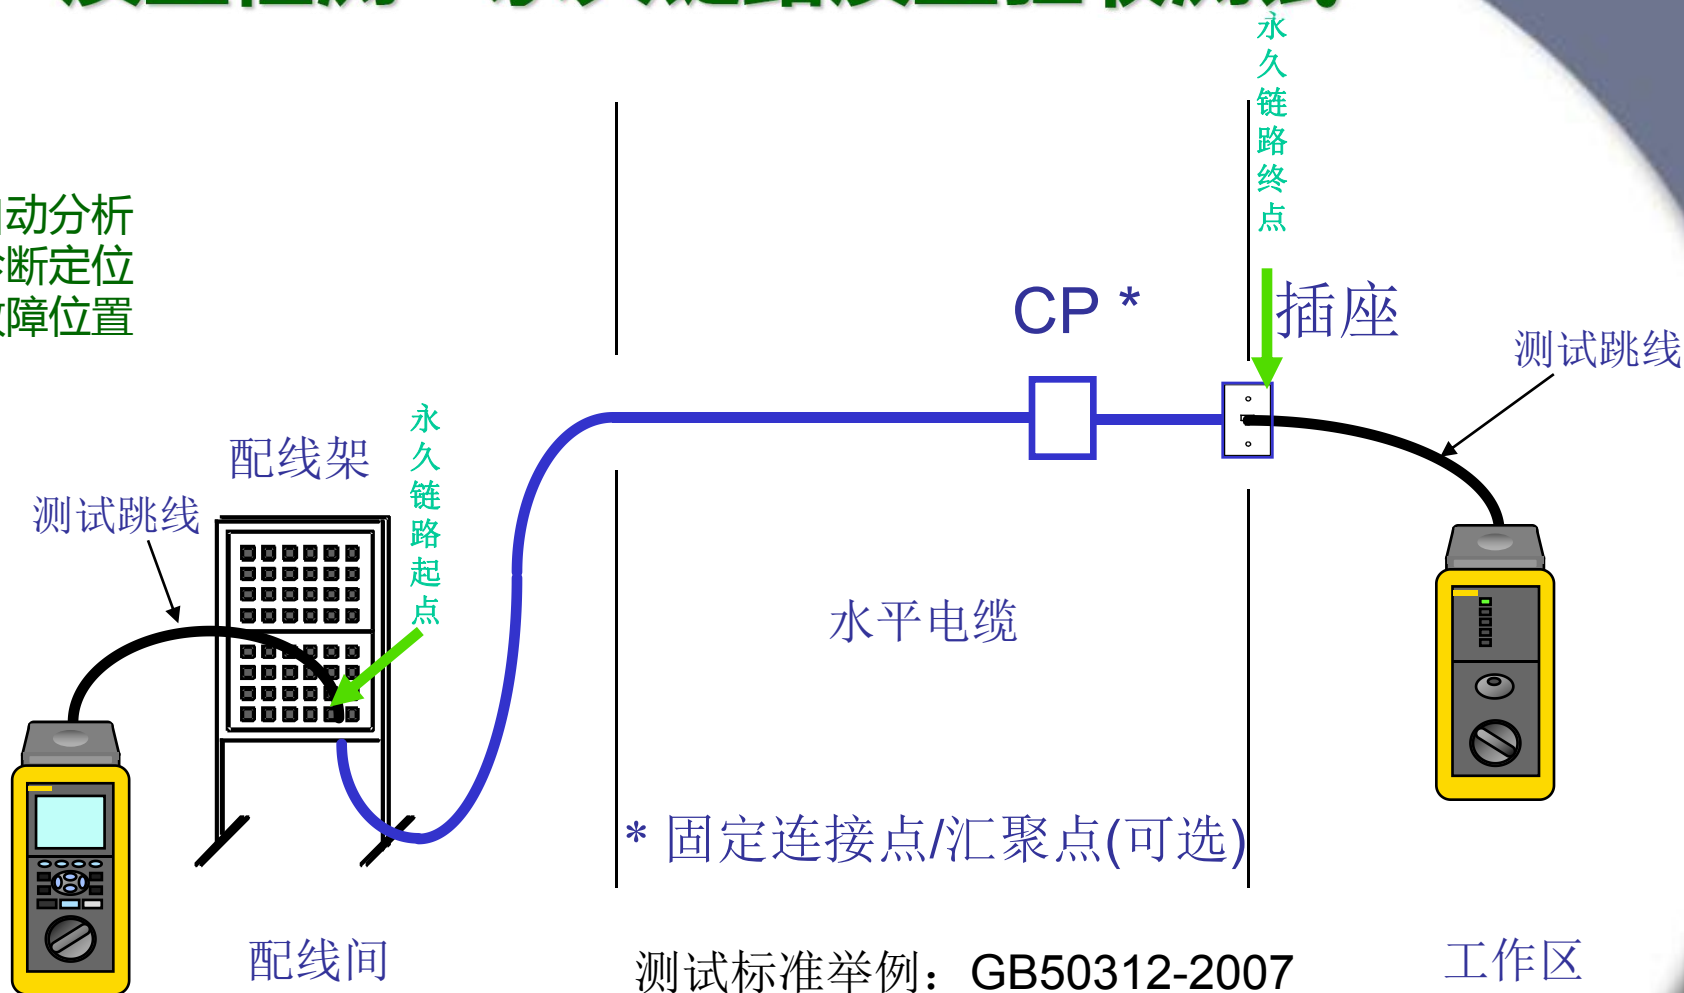 永久链路终点
动分析
断定位
障位置
CP *
插座
测试跳线
永久链路起点
配线架
测试跳线
水平电缆
* 固定连接点/汇聚点(可选)
配线间
测试标准举例：GB50312-2007
工作区